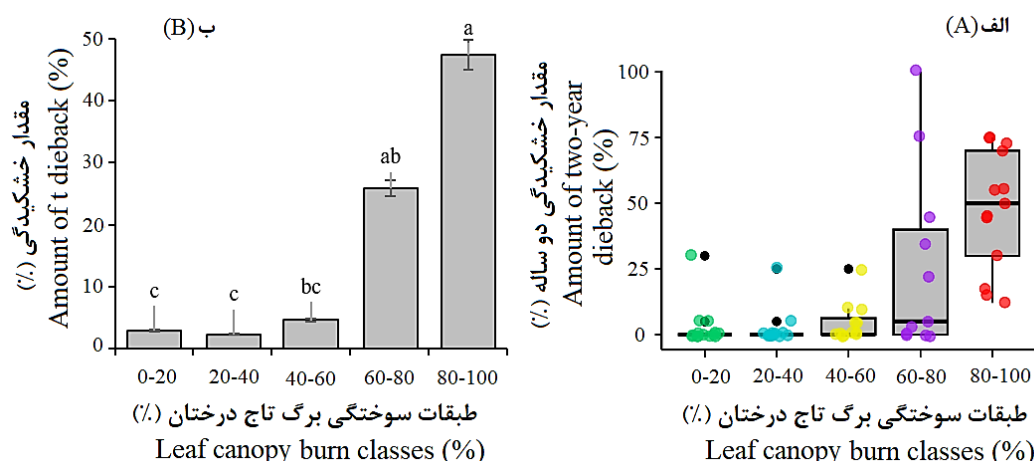 ب (B)
مقدار خشکیدگی (%)
Amount of t dieback (%)
50
40
30
20
10
0
c
c
bc
ab
a
0-20
20-40
40-60
60-80
80-100
طبقات سوختگی برگ تاج درختان (%)
Leaf canopy burn classes (%)
الف (A)
مقدار خشکیدگی دو ساله (%)
Amount of two-year
dieback (%)
100
75
50
25
0
0-20
20-40
40-60
60-80
80-100
طبقات سوختگی برگ تاج درختان (%)
Leaf canopy burn classes (%)